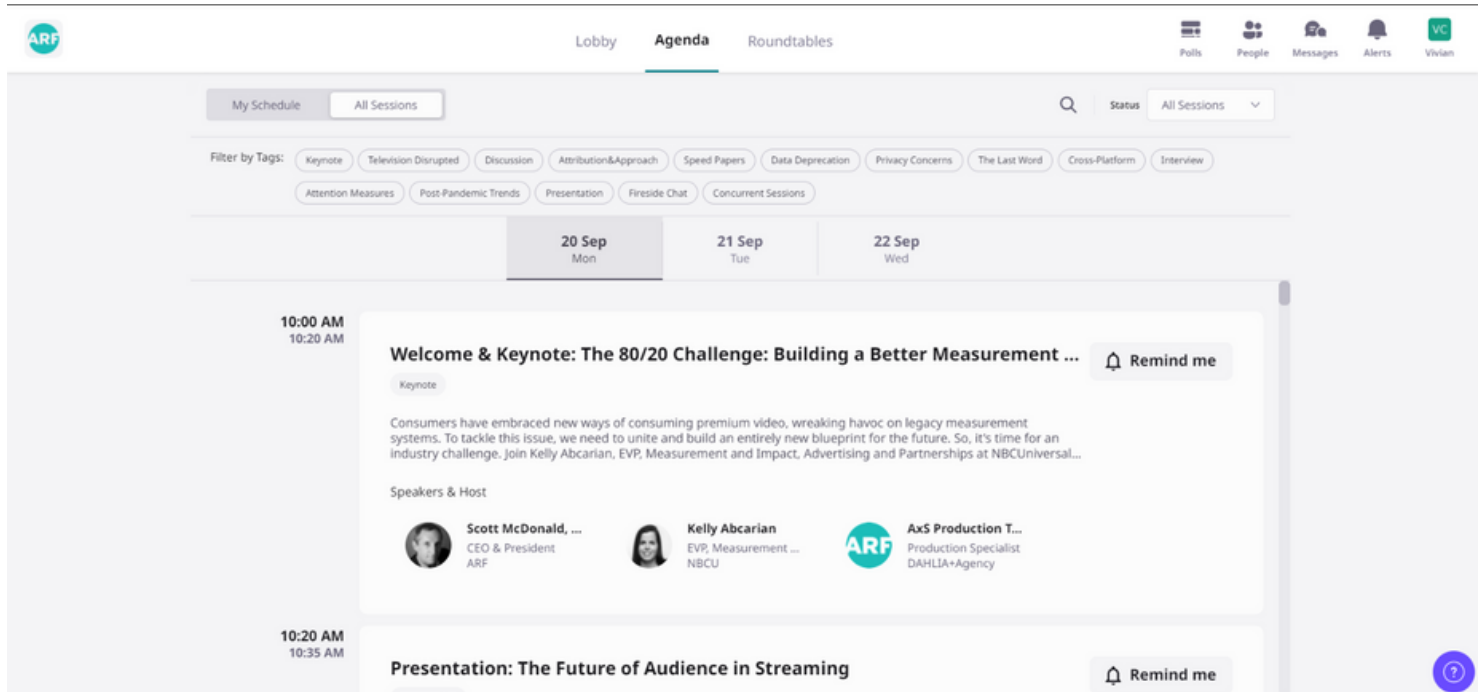 ARF
Lobby
Agenda
Roundtables
Polls
People
Messages
Alerts
VC
Vivian
My Schedule
All Sessions
Status
All Sessions
Filter by Tags:
Keynote
Television Disrupted
Discussion
Attribution&Approach
Speed Papers
Data Deprecation
Privacy Concerns
The Last Word
Cross-Platform
Interview
Attention Measures
Post-Pandemic Trends
Presentation
Fireside Chat
Concurrent Sessions
20 Sep
Mon
21 Sep
Tue
22 Sep
Wed
10:00 AM
10:20 AM
Welcome & Keynote: The 80/20 Challenge: Building a Better Measurement ...
Remind me
Keynote
Consumers have embraced new ways of consuming premium video, wreaking havoc on legacy measurement
systems. To tackle this issue, we need to unite and build an entirely new blueprint for the future. So, it's time for an
industry challenge. Join Kelly Abcarian, EVP, Measurement and Impact, Advertising and Partnerships at NBCUniversal...
Speakers & Host
Scott McDonald, ...
CEO & President
ARF
Kelly Abcarian
EVP, Measurement ...
NBCU
ARF
AxS Production T...
Production Specialist
DAHLIA+Agency
10:20 AM
10:35 AM
Presentation: The Future of Audience in Streaming
Remind me
?